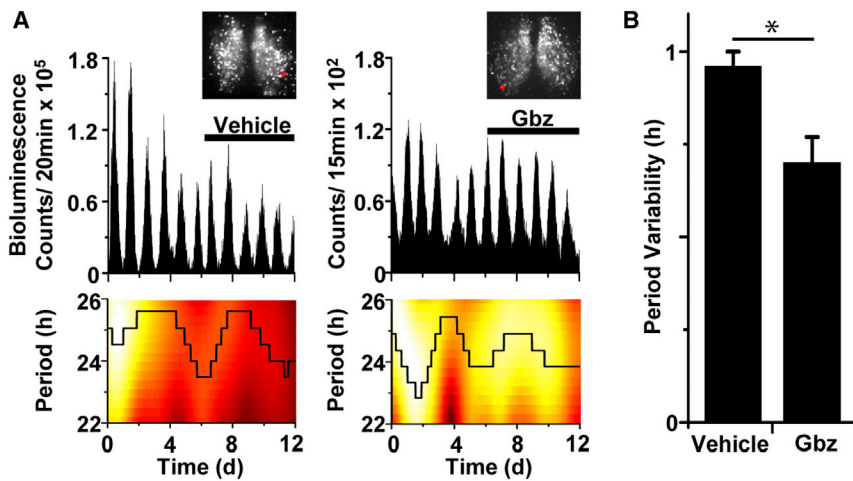 A
B
Bioluminescence
Counts/ 20min x 10⁵
1.8
1.2
0.6
0
Vehicle
Counts/ 15min x 10²
1.8
1.2
0.6
0
Gbz
Period (h)
26
24
22
0 4 8 12
Time (d)
Period (h)
26
24
22
0 4 8 12
Time (d)
Period Variability (h)
1
0
*
Vehicle Gbz